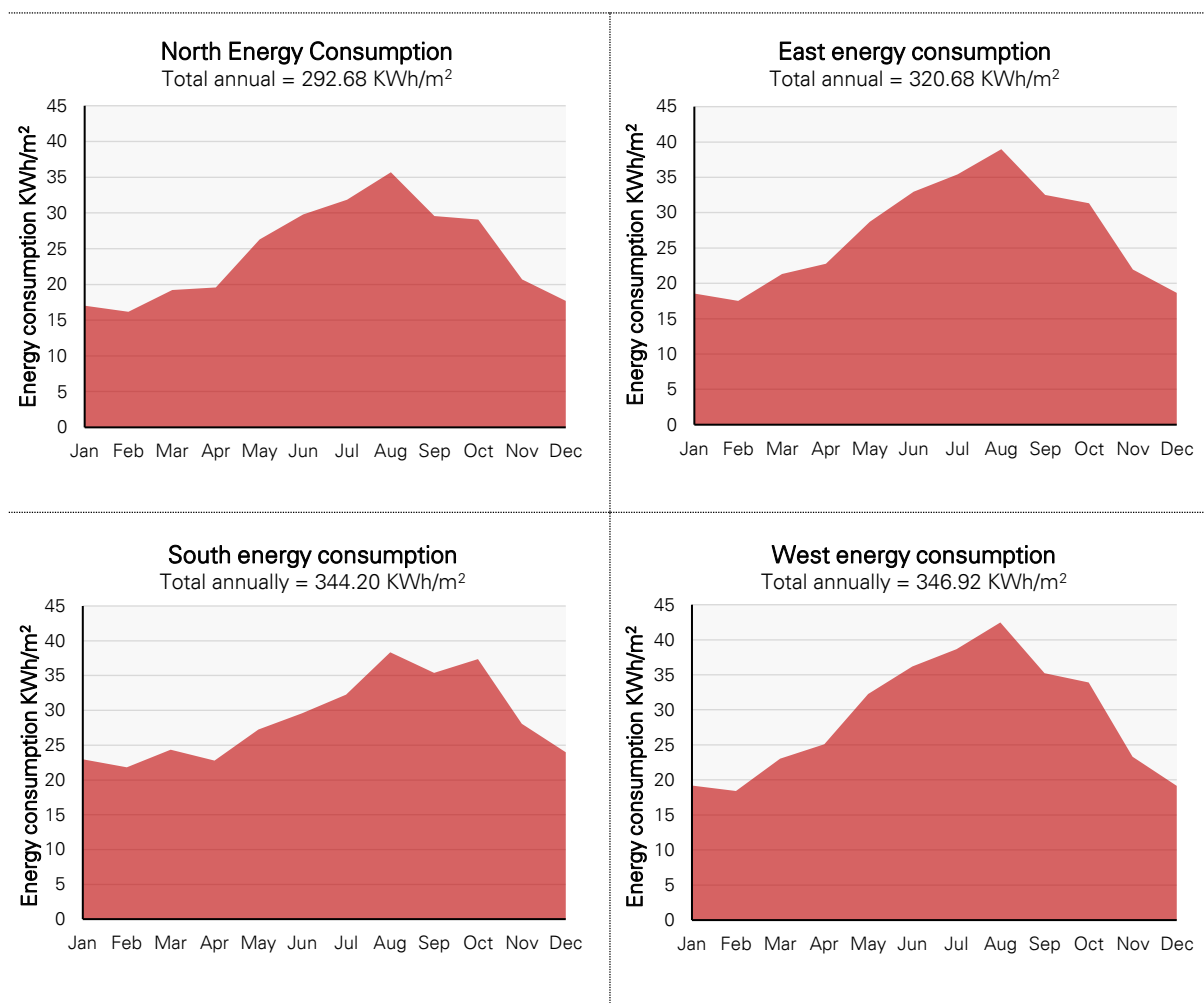 North Energy Consumption
Total annual = 292.68 KWh/m²
Energy consumption KWh/m²
45
40
35
30
25
20
15
10
5
0
Jan Feb Mar Apr May Jun Jul Aug Sep Oct Nov Dec
East energy consumption
Total annual = 320.68 KWh/m²
Energy consumption KWh/m²
45
40
35
30
25
20
15
10
5
0
Jan Feb Mar Apr May Jun Jul Aug Sep Oct Nov Dec
South energy consumption
Total annually = 344.20 KWh/m²
Energy consumption KWh/m²
45
40
35
30
25
20
15
10
5
0
Jan Feb Mar Apr May Jun Jul Aug Sep Oct Nov Dec
West energy consumption
Total annually = 346.92 KWh/m²
Energy consumption KWh/m²
45
40
35
30
25
20
15
10
5
0
Jan Feb Mar Apr May Jun Jul Aug Sep Oct Nov Dec